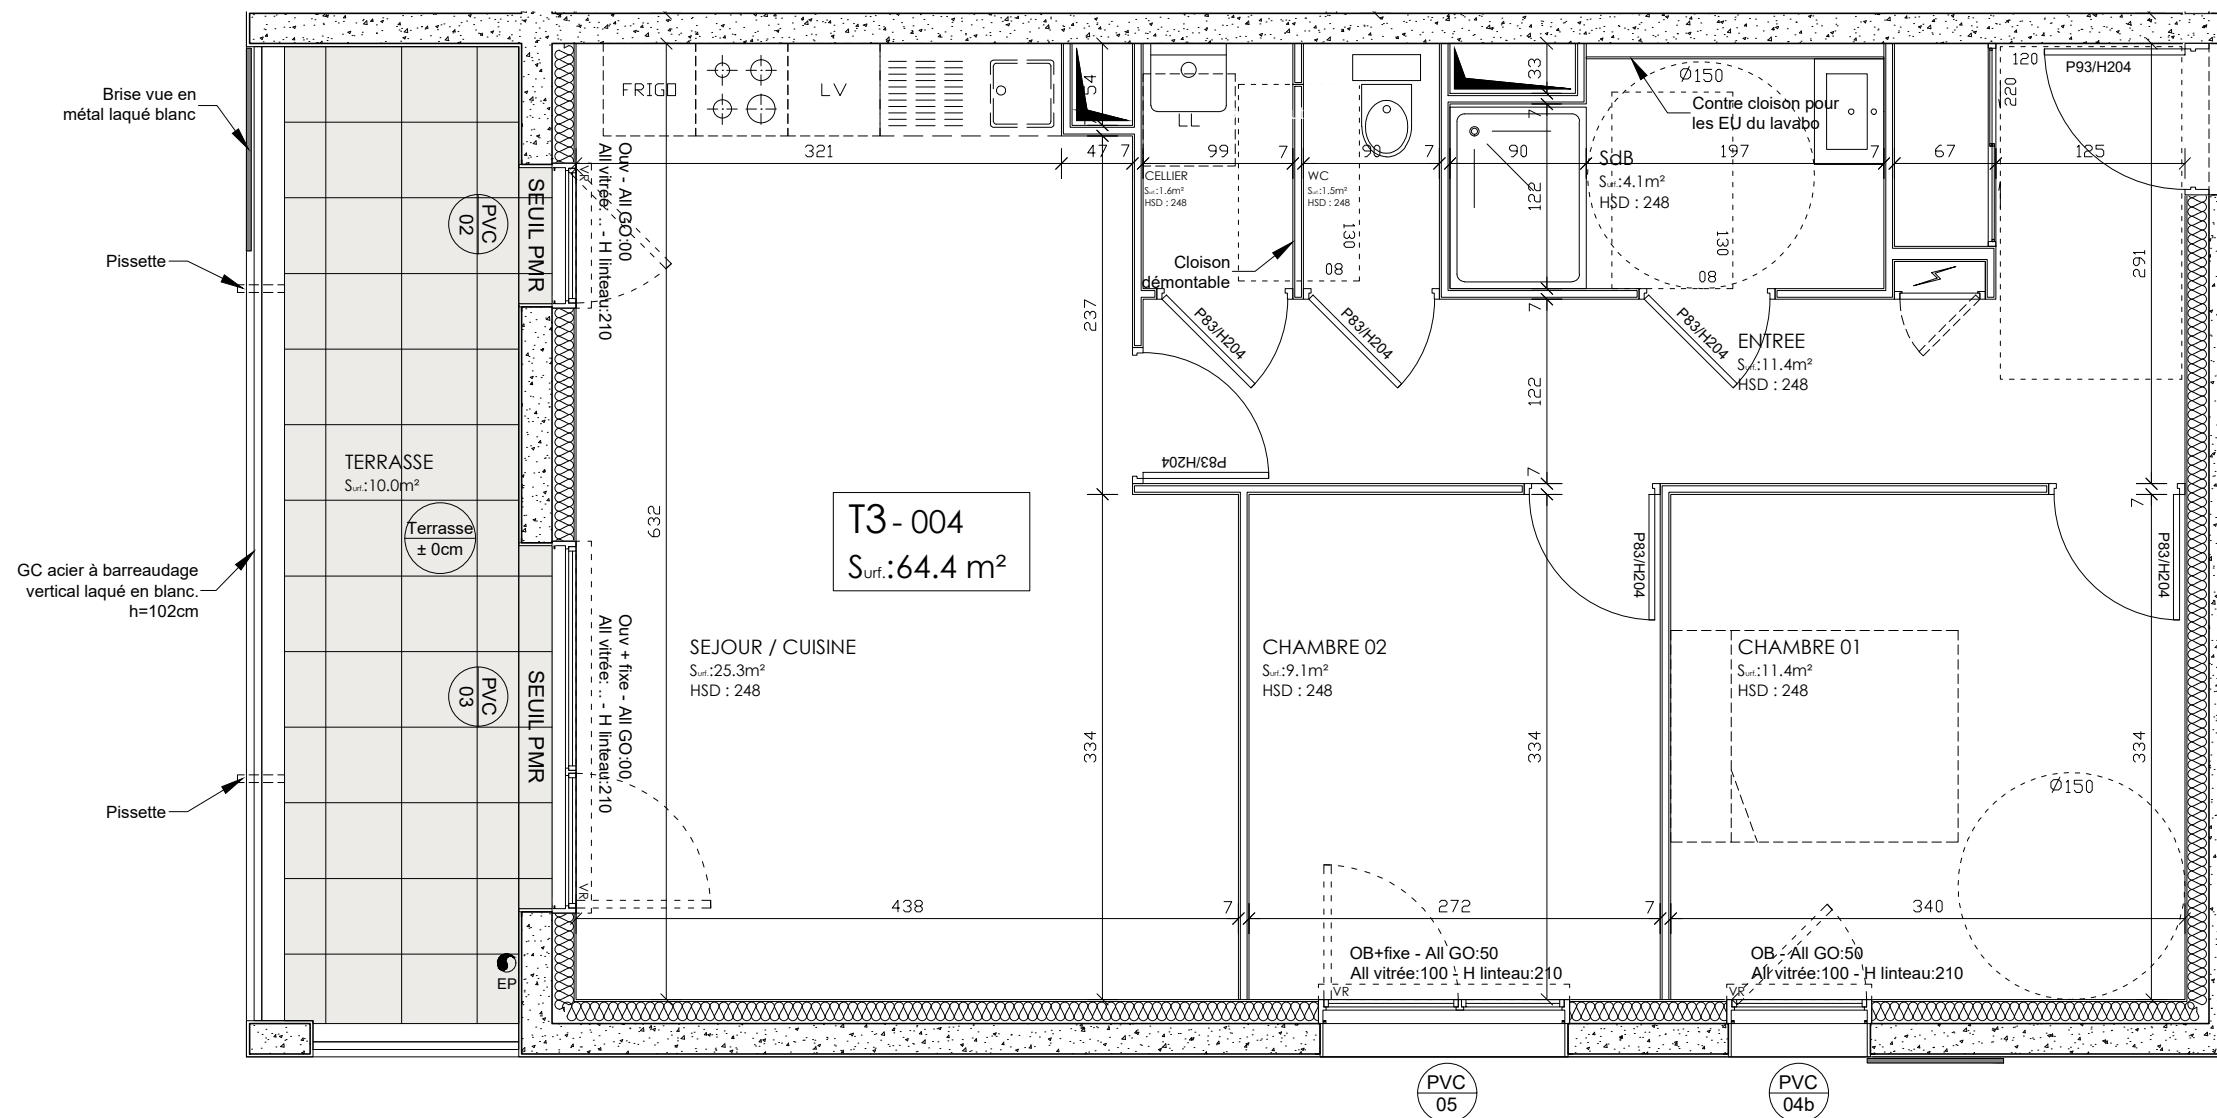 Brise vue en
métal laqué blanc
Pissette
GC acier à barreaudage
vertical laqué en blanc.
h=102cm
Pissette
TERRASSE
Surf.:10.0m²
Terrasse
± 0cm
PVC
02
SEUIL PMR
PVC
03
SEUIL PMR
EP
VR
Ouv - All GO:00
All vitrée: .. - H linteau:210
Ouv + fixe - All GO:00
All vitrée: .. - H linteau:210
VR
FRIGO
LV
321
47
7
54
632
237
334
T3 - 004
Surf.:64.4 m²
SEJOUR / CUISINE
Surf.:25.3m²
HSD : 248
438
7
LL
99
7
CELLIER
Surf.:1.6m²
HSD : 248
Cloison
démontable
P83/H204
90
7
WC
Surf.:1.5m²
HSD : 248
130
80
P83/H204
33
7
90
122
7
Ø150
Contre cloison pour
les EU du lavabo
SdB
Surf.:4.1m²
HSD : 248
197
7
130
80
P83/H204
67
125
120
220
P93/H204
291
ENTREE
Surf.:11.4m²
HSD : 248
122
7
P83/H204
7
CHAMBRE 02
Surf.:9.1m²
HSD : 248
334
P83/H204
272
7
OB+fixe - All GO:50
All vitrée:100 - H linteau:210
VR
PVC
05
CHAMBRE 01
Surf.:11.4m²
HSD : 248
P83/H204
334
Ø150
340
OB - All GO:50
All vitrée:100 - H linteau:210
VR
PVC
04b